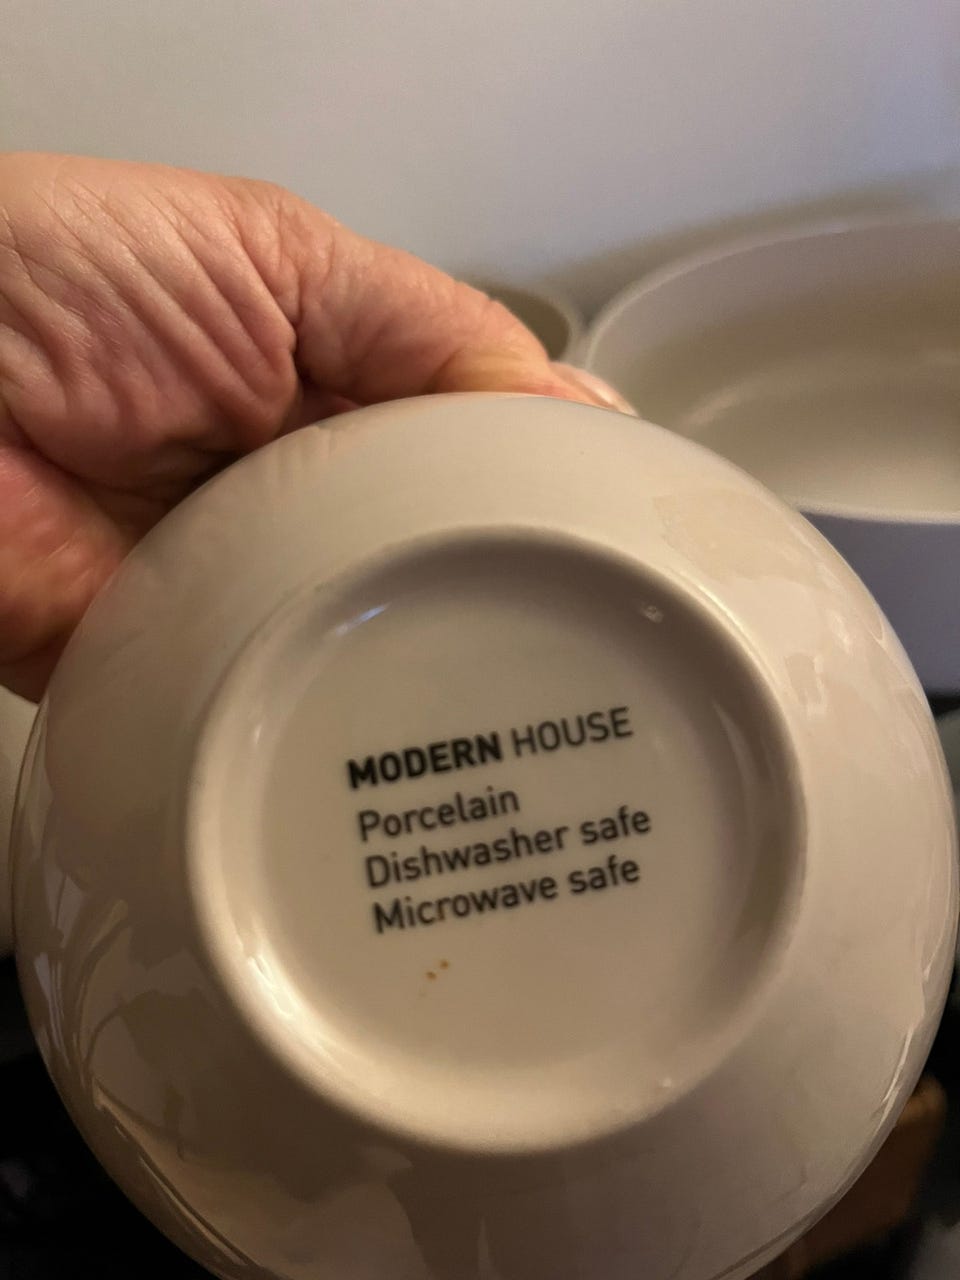 MODERN HOUSE
Porcelain
Dishwasher safe
Microwave safe